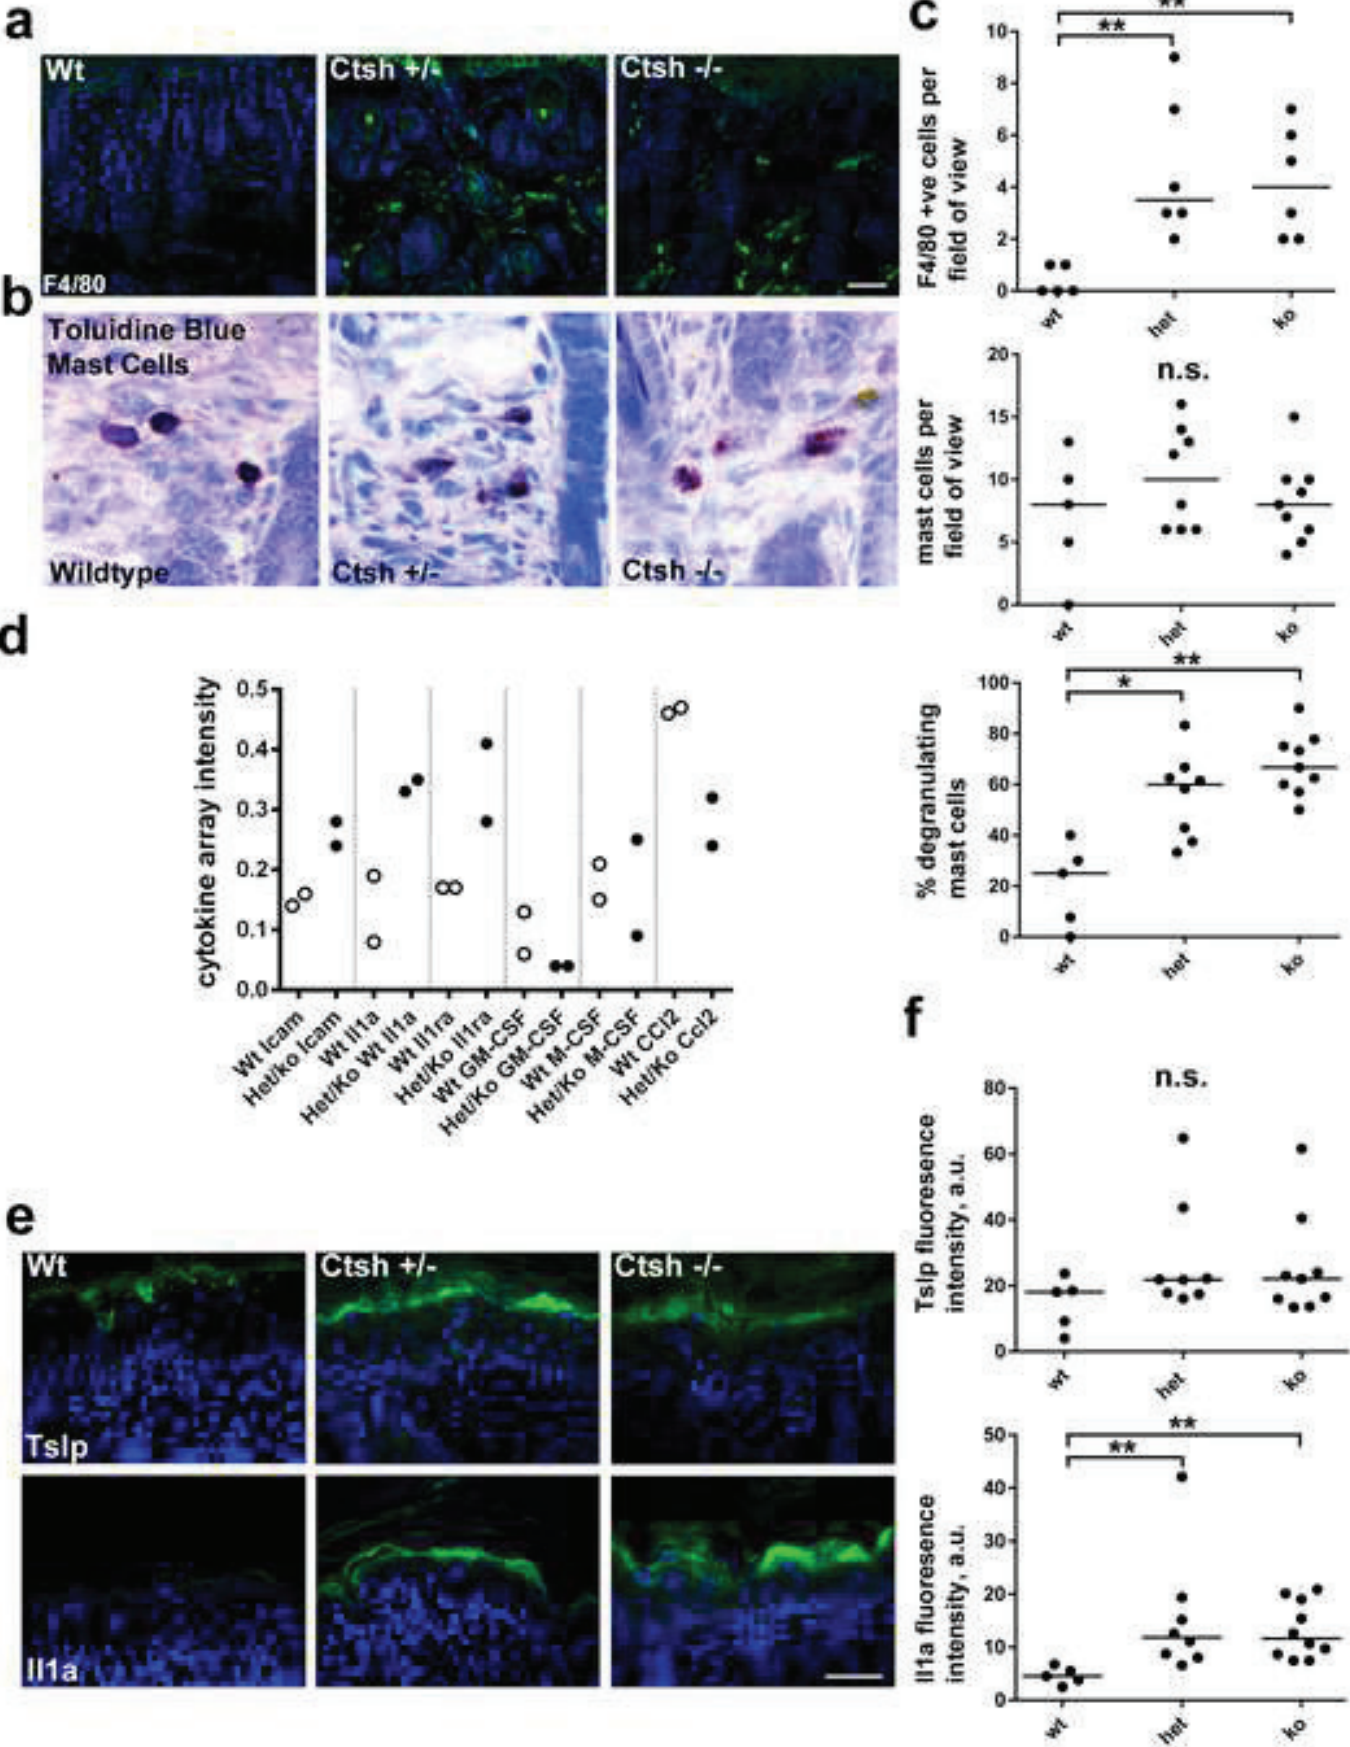 a
Wt
Ctsh +/-
Ctsh -/-
F4/80
b
Toluidine Blue
Mast Cells
Wildtype
Ctsh +/-
Ctsh -/-
c
**
**
F4/80 +ve cells per
field of view
10
8
6
4
2
0
wt
het
ko
n.s.
mast cells per
field of view
20
15
10
5
0
wt
het
ko
**
*
% degranulating
mast cells
100
80
60
40
20
0
wt
het
ko
d
cytokine array intensity
0.5
0.4
0.3
0.2
0.1
0.0
Wt Icam
Het/ko Icam
Wt Il1a
Het/Ko Wt Il1a
Wt Il1ra
Het/Ko Il1ra
Wt GM-CSF
Het/Ko GM-CSF
Wt M-CSF
Het/Ko M-CSF
Wt CCl2
Het/Ko Ccl2
e
Wt
Ctsh +/-
Ctsh -/-
Tslp
Il1a
f
n.s.
Tslp fluoresence
intensity, a.u.
80
60
40
20
0
wt
het
ko
**
**
Il1a fluoresence
intensity, a.u.
50
40
30
20
10
0
wt
het
ko